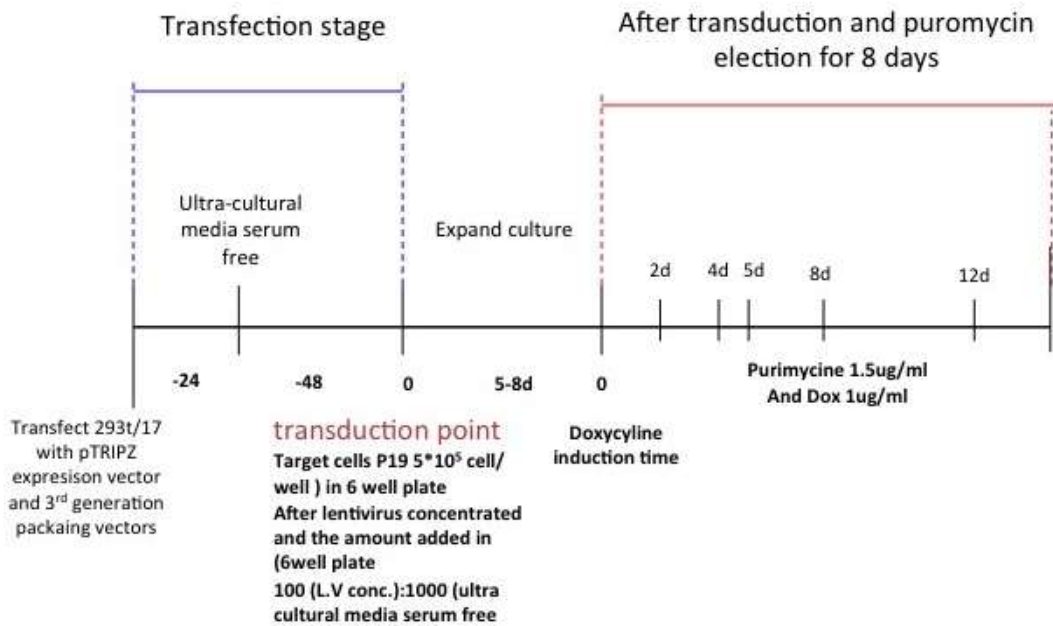 Transfection stage
After transduction and puromycin
election for 8 days
Ultra-cultural
media serum
free
Expand culture
2d
4d
5d
8d
12d
-24
-48
0
5-8d
0
Purimycine 1.5ug/ml
And Dox 1ug/ml
Transfect 293t/17
with pTRIPZ
expresison vector
and 3rd generation
packaing vectors
transduction point
Target cells P19 5*10⁵ cell/
well ) in 6 well plate
After lentivirus concentrated
and the amount added in
(6well plate
100 (L.V conc.):1000 (ultra
cultural media serum free
Doxycyline
induction time